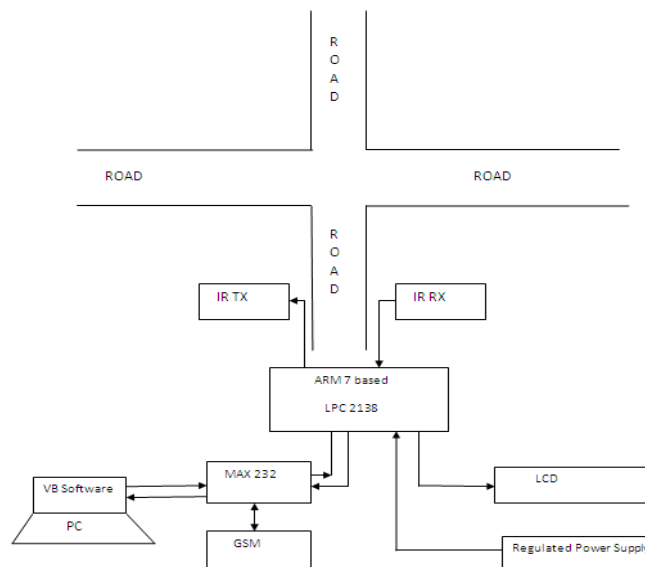 R
O
A
D
ROAD
ROAD
R
O
A
D
IR TX
IR RX
ARM 7 based
LPC 2138
MAX 232
VB Software
LCD
PC
GSM
Regulated Power Supply